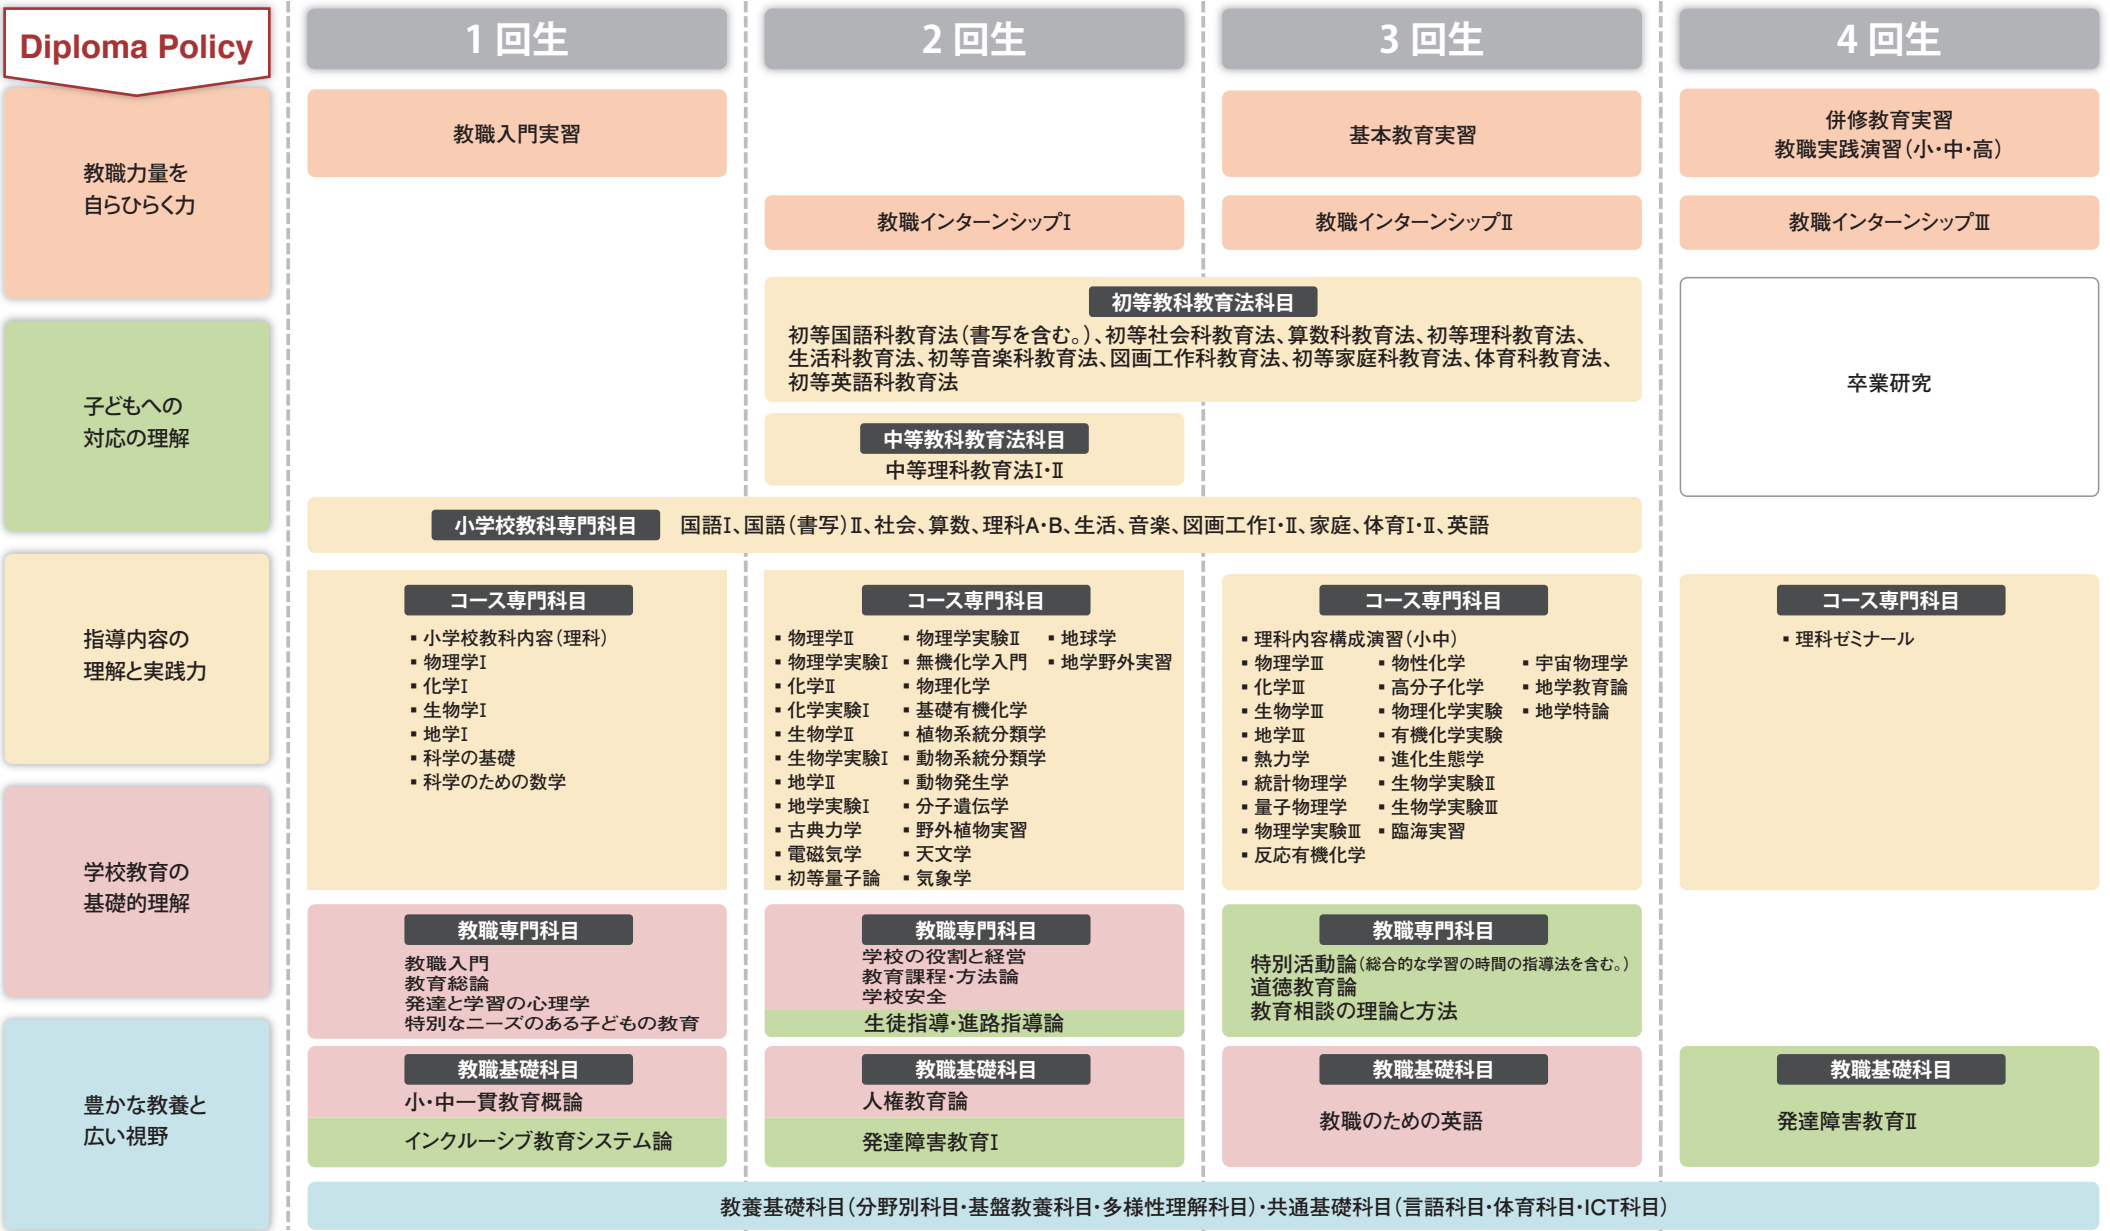 Diploma Policy
1 回生
2 回生
3 回生
4 回生
教職力量を
自らひらく力
子どもへの
対応の理解
指導内容の
理解と実践力
学校教育の
基礎的理解
豊かな教養と
広い視野
教職入門実習
基本教育実習
併修教育実習
教職実践演習（小・中・高）
教職インターンシップⅠ
教職インターンシップⅡ
教職インターンシップⅢ
初等教科教育法科目
初等国語科教育法（書写を含む。）、初等社会科教育法、算数科教育法、初等理科教育法、
生活科教育法、初等音楽科教育法、図画工作科教育法、初等家庭科教育法、体育科教育法、
初等英語科教育法
卒業研究
中等教科教育法科目
中等理科教育法Ⅰ・Ⅱ
小学校教科専門科目 国語Ⅰ、国語（書写）Ⅱ、社会、算数、理科A・B、生活、音楽、図画工作Ⅰ・Ⅱ、家庭、体育Ⅰ・Ⅱ、英語
コース専門科目
▪ 小学校教科内容（理科）
▪ 物理学Ⅰ
▪ 化学Ⅰ
▪ 生物学Ⅰ
▪ 地学Ⅰ
▪ 科学の基礎
▪ 科学のための数学
コース専門科目
▪ 物理学Ⅱ
▪ 物理学実験Ⅰ
▪ 化学Ⅱ
▪ 化学実験Ⅰ
▪ 生物学Ⅱ
▪ 生物学実験Ⅰ
▪ 地学Ⅱ
▪ 地学実験Ⅰ
▪ 古典力学
▪ 電磁気学
▪ 初等量子論
▪ 物理学実験Ⅱ
▪ 無機化学入門
▪ 物理化学
▪ 基礎有機化学
▪ 植物系統分類学
▪ 動物系統分類学
▪ 動物発生学
▪ 分子遺伝学
▪ 野外植物実習
▪ 天文学
▪ 気象学
▪ 地球学
▪ 地学野外実習
コース専門科目
▪ 理科内容構成演習（小中）
▪ 物理学Ⅲ
▪ 化学Ⅲ
▪ 生物学Ⅲ
▪ 地学Ⅲ
▪ 熱力学
▪ 統計物理学
▪ 量子物理学
▪ 物理学実験Ⅲ
▪ 反応有機化学
▪ 物性化学
▪ 高分子化学
▪ 物理化学実験
▪ 有機化学実験
▪ 進化生態学
▪ 生物学実験Ⅱ
▪ 生物学実験Ⅲ
▪ 臨海実習
▪ 宇宙物理学
▪ 地学教育論
▪ 地学特論
コース専門科目
▪ 理科ゼミナール
教職専門科目
教職入門
教育総論
発達と学習の心理学
特別なニーズのある子どもの教育
教職専門科目
学校の役割と経営
教育課程・方法論
学校安全
生徒指導・進路指導論
教職専門科目
特別活動論（総合的な学習の時間の指導法を含む。）
道徳教育論
教育相談の理論と方法
教職基礎科目
小・中一貫教育概論
インクルーシブ教育システム論
教職基礎科目
人権教育論
発達障害教育Ⅰ
教職基礎科目
教職のための英語
教職基礎科目
発達障害教育Ⅱ
教養基礎科目（分野別科目・基盤教養科目・多様性理解科目）・共通基礎科目（言語科目・体育科目・ICT科目）